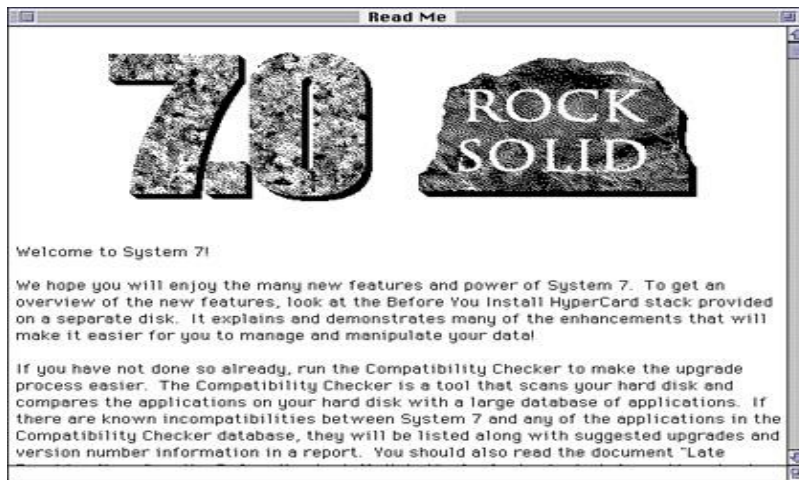 Read Me
7.0
ROCK
SOLID
Welcome to System 7!
We hope you will enjoy the many new features and power of System 7. To get an
overview of the new features, look at the Before You Install HyperCard stack provided
on a separate disk. It explains and demonstrates many of the enhancements that will
make it easier for you to manage and manipulate your data!
If you have not done so already, run the Compatibility Checker to make the upgrade
process easier. The Compatibility Checker is a tool that scans your hard disk and
compares the applications on your hard disk with a large database of applications. If
there are known incompatibilities between System 7 and any of the applications in the
Compatibility Checker database, they will be listed along with suggested upgrades and
version number information in a report. You should also read the document "Late